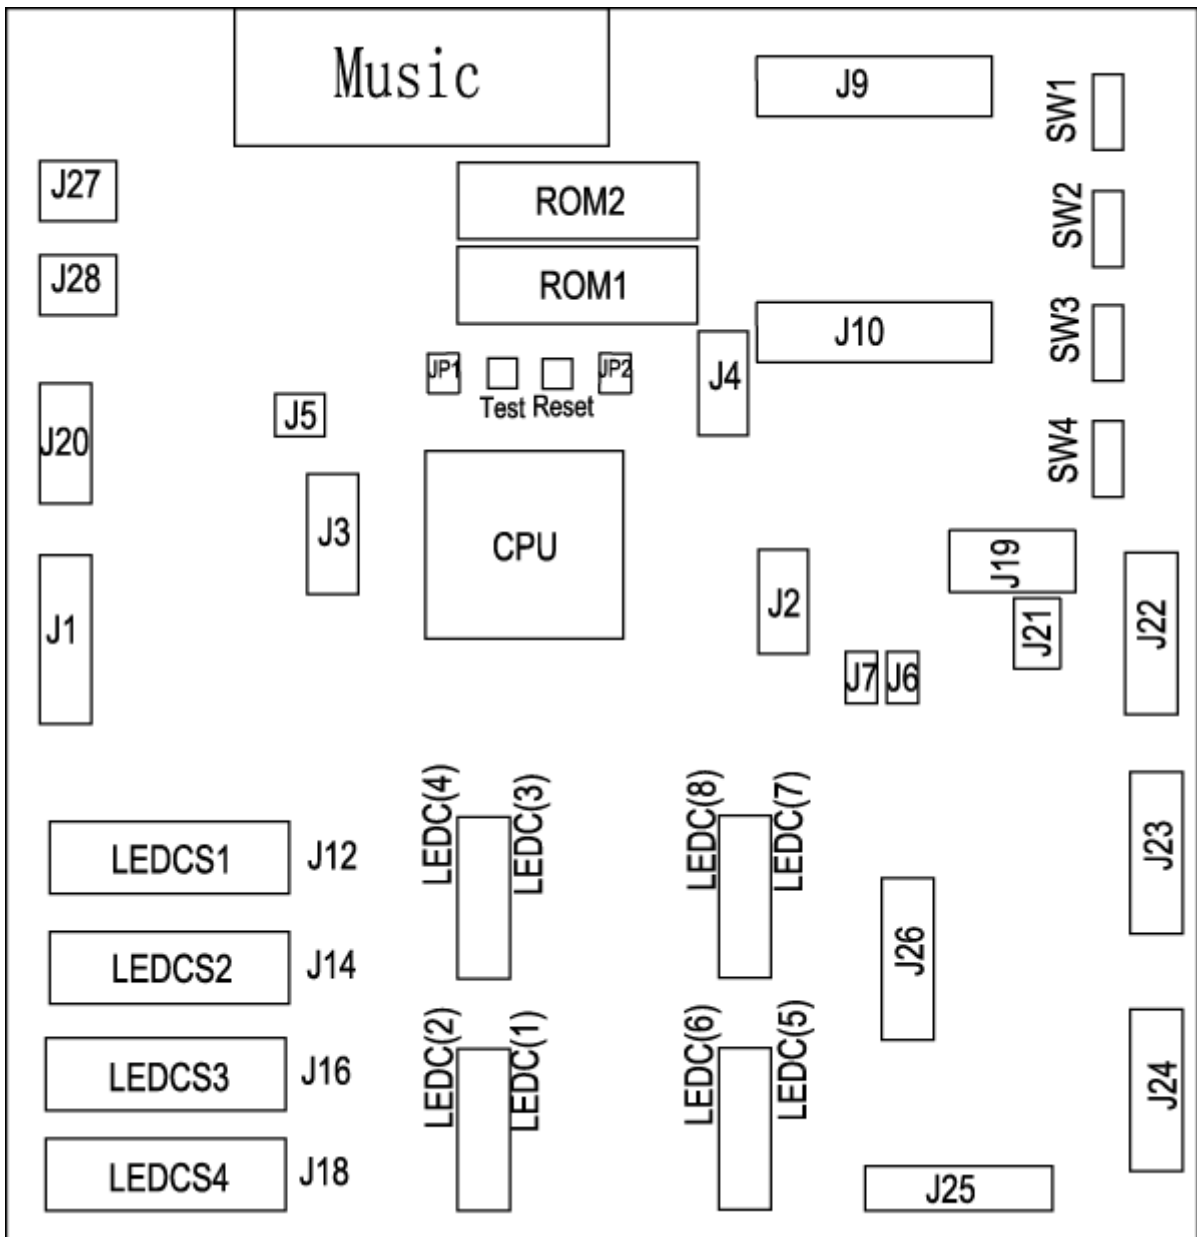 Music
J9
SW1
J27
ROM2
SW2
J28
ROM1
J10
SW3
JP1
JP2
J4
Test Reset
J5
J20
SW4
J3
CPU
J19
J2
J1
J21
J22
J7
J6
LEDC(4)
LEDC(3)
LEDC(8)
LEDC(7)
LEDCS1
J12
J23
LEDCS2
J14
J26
LEDC(2)
LEDC(1)
LEDC(6)
LEDC(5)
LEDCS3
J16
J24
LEDCS4
J18
J25